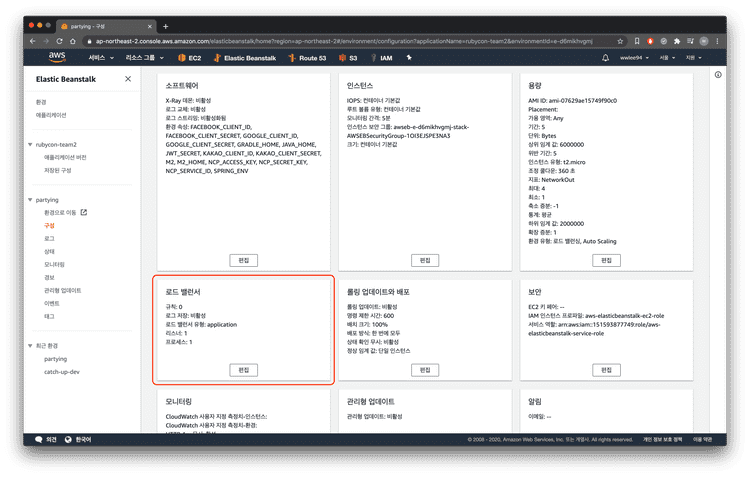 partying - 구성
ap-northeast-2.console.aws.amazon.com/elasticbeanstalk/home?region=ap-northeast-2#/environment/configuration?applicationName=rubycon-team2&environmentId=e-d6mikhvgmj
aws
서비스
리소스 그룹
EC2
Elastic Beanstalk
Route 53
S3
IAM
wwlee94
서울
지원
Elastic Beanstalk
환경
애플리케이션
rubycon-team2
애플리케이션 버전
저장된 구성
partying
환경으로 이동
구성
로그
상태
모니터링
경보
관리형 업데이트
이벤트
태그
최근 환경
partying
catch-up-dev
소프트웨어
X-Ray 데몬: 비활성
로그 교체: 비활성
로그 스트리밍: 비활성화됨
환경 속성: FACEBOOK_CLIENT_ID,
FACEBOOK_CLIENT_SECRET, GOOGLE_CLIENT_ID,
GOOGLE_CLIENT_SECRET, GRADLE_HOME, JAVA_HOME,
JWT_SECRET, KAKAO_CLIENT_ID, KAKAO_CLIENT_SECRET,
M2, M2_HOME, NCP_ACCESS_KEY, NCP_SECRET_KEY,
NCP_SERVICE_ID, SPRING_ENV
편집
인스턴스
IOPS: 컨테이너 기본값
루트 볼륨 유형: 컨테이너 기본값
모니터링 간격: 5분
인스턴스 보안 그룹: awseb-e-d6mikhvgmj-stack-
AWSEBSecurityGroup-1OI3EJSPE3NA3
크기: 컨테이너 기본값
편집
용량
AMI ID: ami-07629ae15749f90c0
Placement:
가용 영역: Any
기간: 5
단위: Bytes
상위 임계 값: 6000000
위반 기간: 5
인스턴스 유형: t2.micro
조정 쿨다운: 360 초
지표: NetworkOut
최대: 4
최소: 1
축소 증분: -1
통계: 평균
하위 임계 값: 2000000
확장 증분: 1
환경 유형: 로드 밸런싱, Auto Scaling
편집
로드 밸런서
규칙: 0
로그 저장: 비활성
로드 밸런서 유형: application
리스너: 1
프로세스: 1
편집
롤링 업데이트와 배포
롤링 업데이트: 비활성
명령 제한 시간: 600
배치 크기: 100%
배포 방식: 한 번에 모두
상태 확인 무시: 비활성
정상 임계 값: 단일 인스턴스
편집
보안
EC2 키 페어: --
IAM 인스턴스 프로파일: aws-elasticbeanstalk-ec2-role
서비스 역할: arn:aws:iam::151593877749:role/aws-
elasticbeanstalk-service-role
편집
모니터링
CloudWatch 사용자 지정 측정치-인스턴스:
CloudWatch 사용자 지정 측정치-환경:
관리형 업데이트
관리형 업데이트: 비활성
알림
이메일: --
의견
한국어
© 2008 - 2020, Amazon Web Services, Inc. 또는 계열사. All rights reserved.
개인 정보 보호 정책
이용 약관